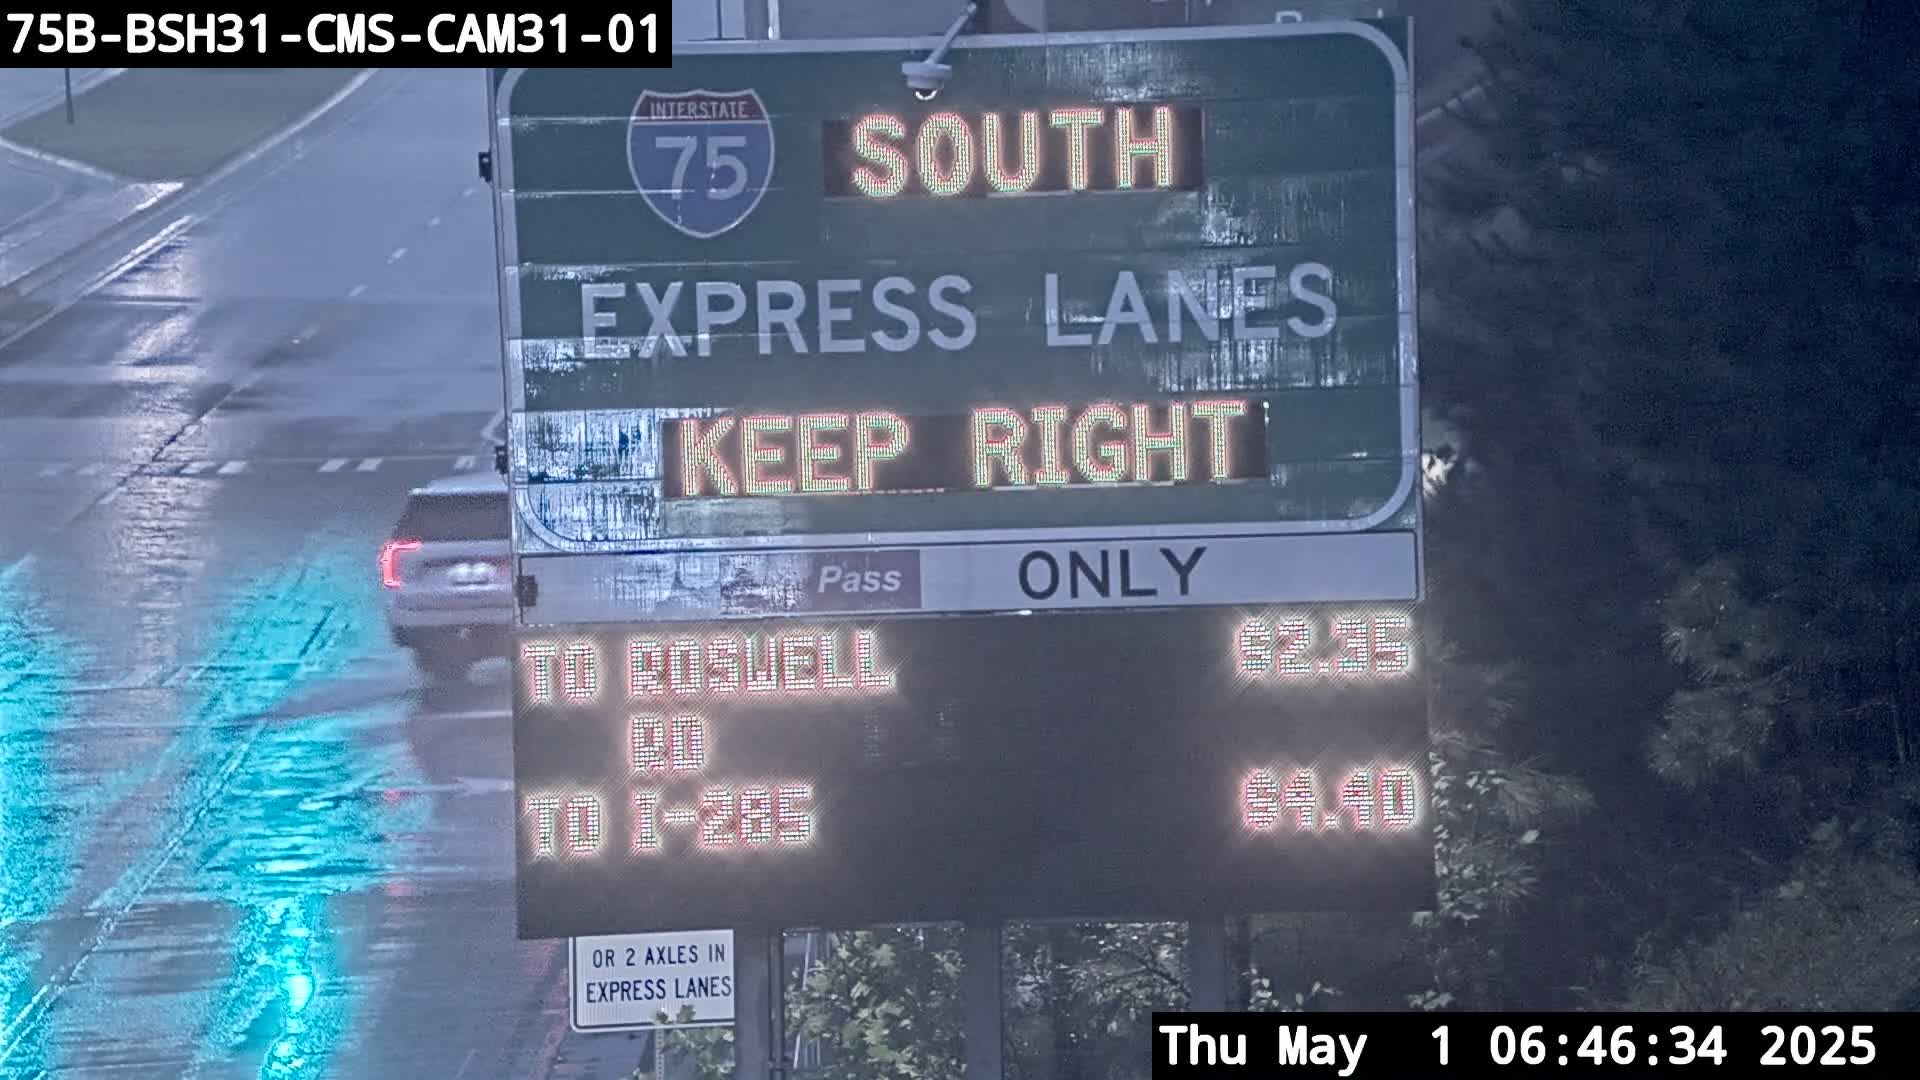 75B-BSH31-CMS-CAM31-01
INTERSTATE
75
SOUTH
EXPRESS LANES
KEEP RIGHT
Pass ONLY
TO ROSWELL $2.35
RD
TO I-285 $4.40
OR 2 AXLES IN
EXPRESS LANES
Thu May 1 06:46:34 2025